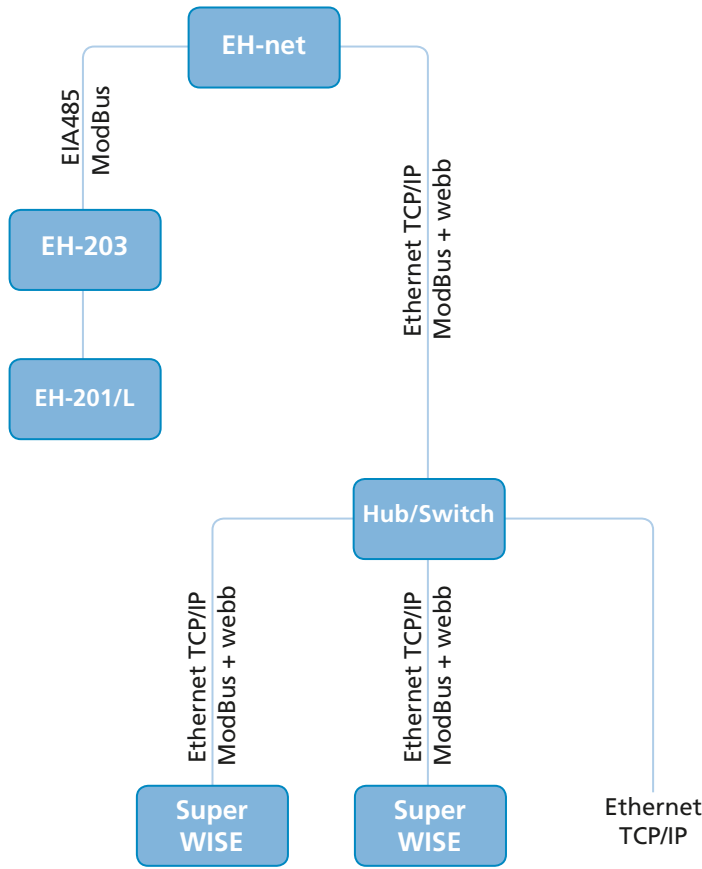 EH-net
EIA485
ModBus
EH-203
EH-201/L
Ethernet TCP/IP
ModBus + webb
Hub/Switch
Ethernet TCP/IP
ModBus + webb
Ethernet TCP/IP
ModBus + webb
Super
WISE
Super
WISE
Ethernet
TCP/IP